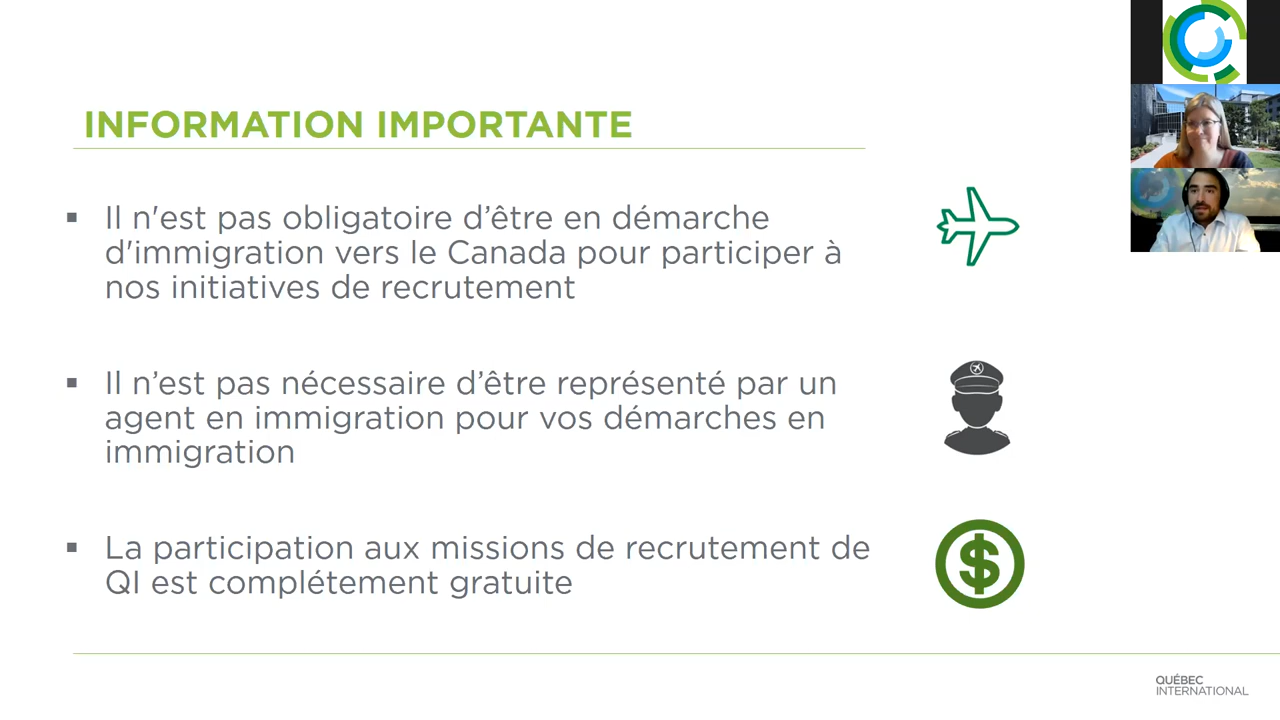 INFORMATION IMPORTANTE
▪ Il n'est pas obligatoire d’être en démarche
d'immigration vers le Canada pour participer à
nos initiatives de recrutement
▪ Il n’est pas nécessaire d’être représenté par un
agent en immigration pour vos démarches en
immigration
▪ La participation aux missions de recrutement de
QI est complétement gratuite
$
QUÉBEC
INTERNATIONAL